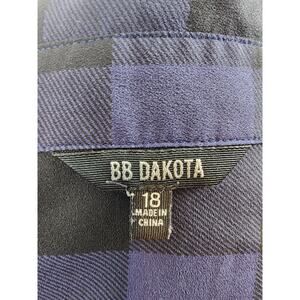 BB DAKOTA
18
MADE IN
CHINA